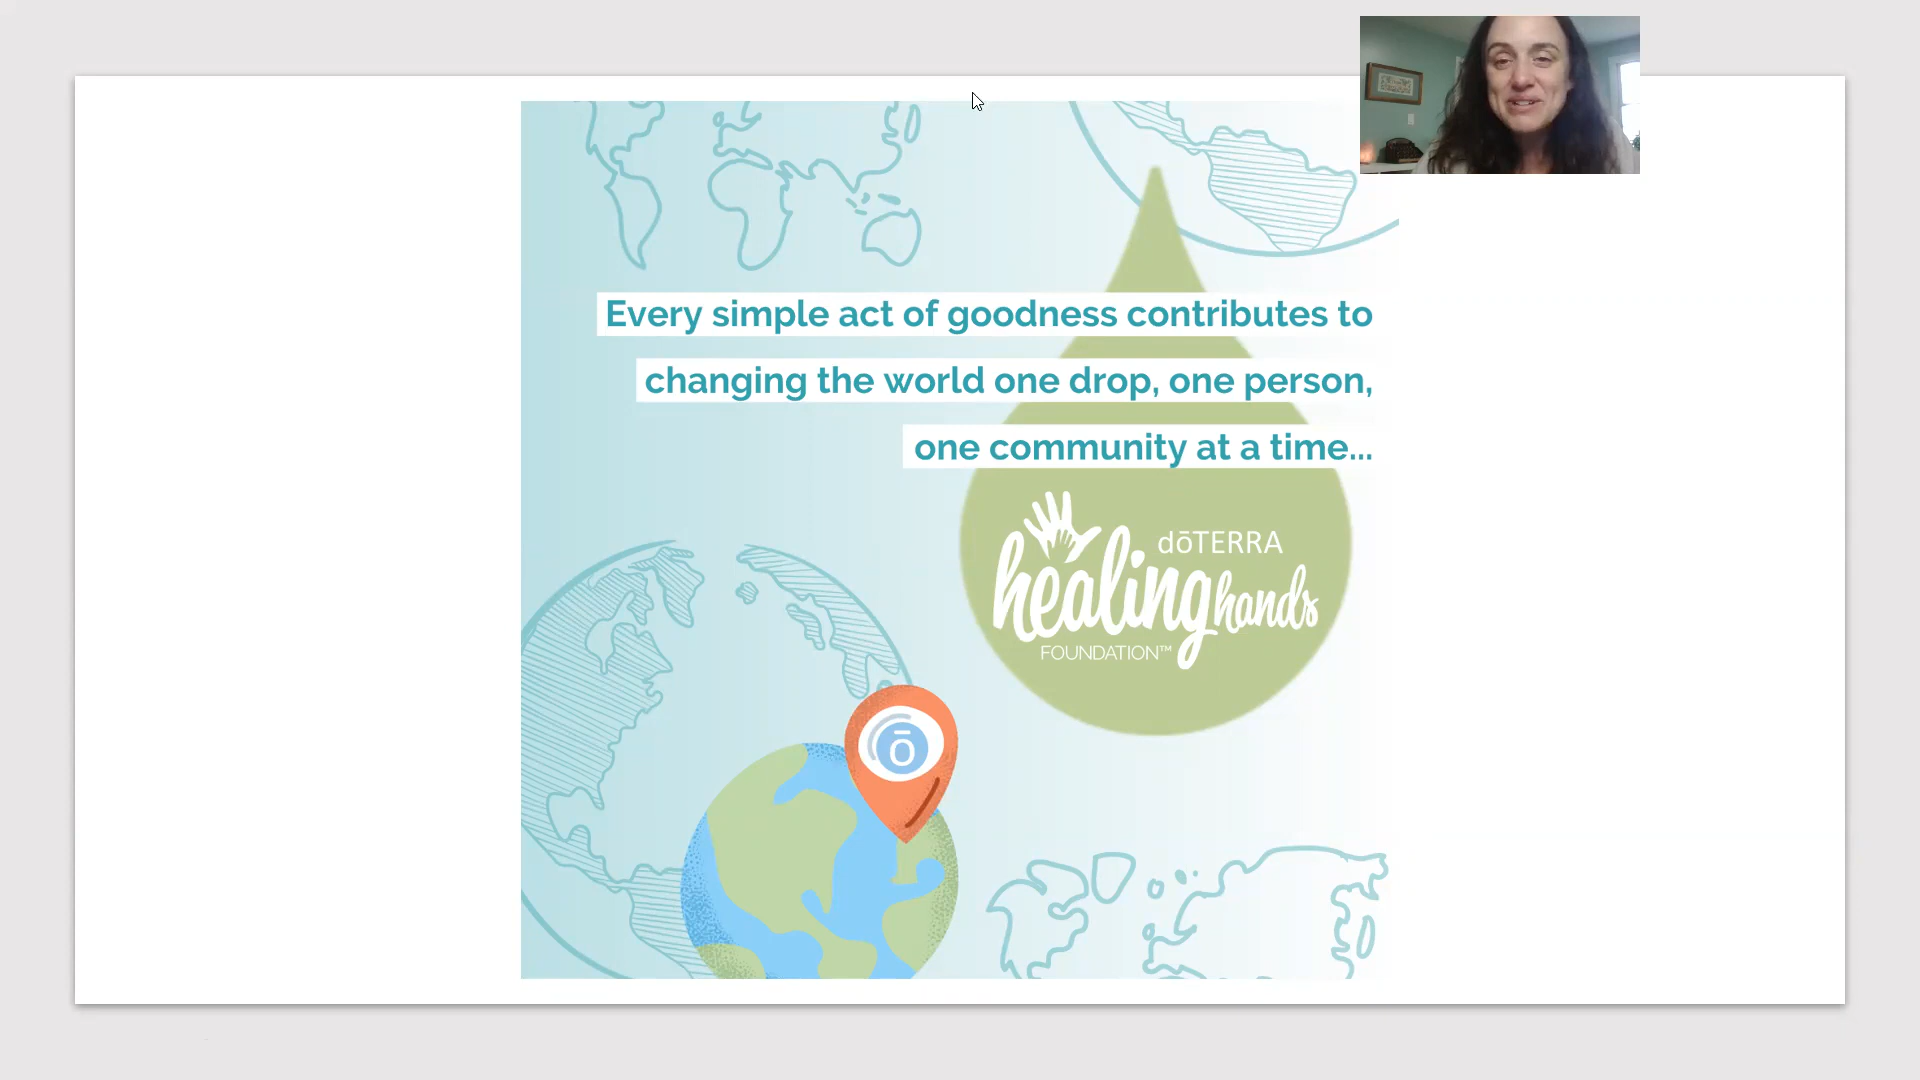 Every simple act of goodness contributes to
changing the world one drop, one person,
one community at a time...
dōTERRA
healing hands
FOUNDATION™
ō